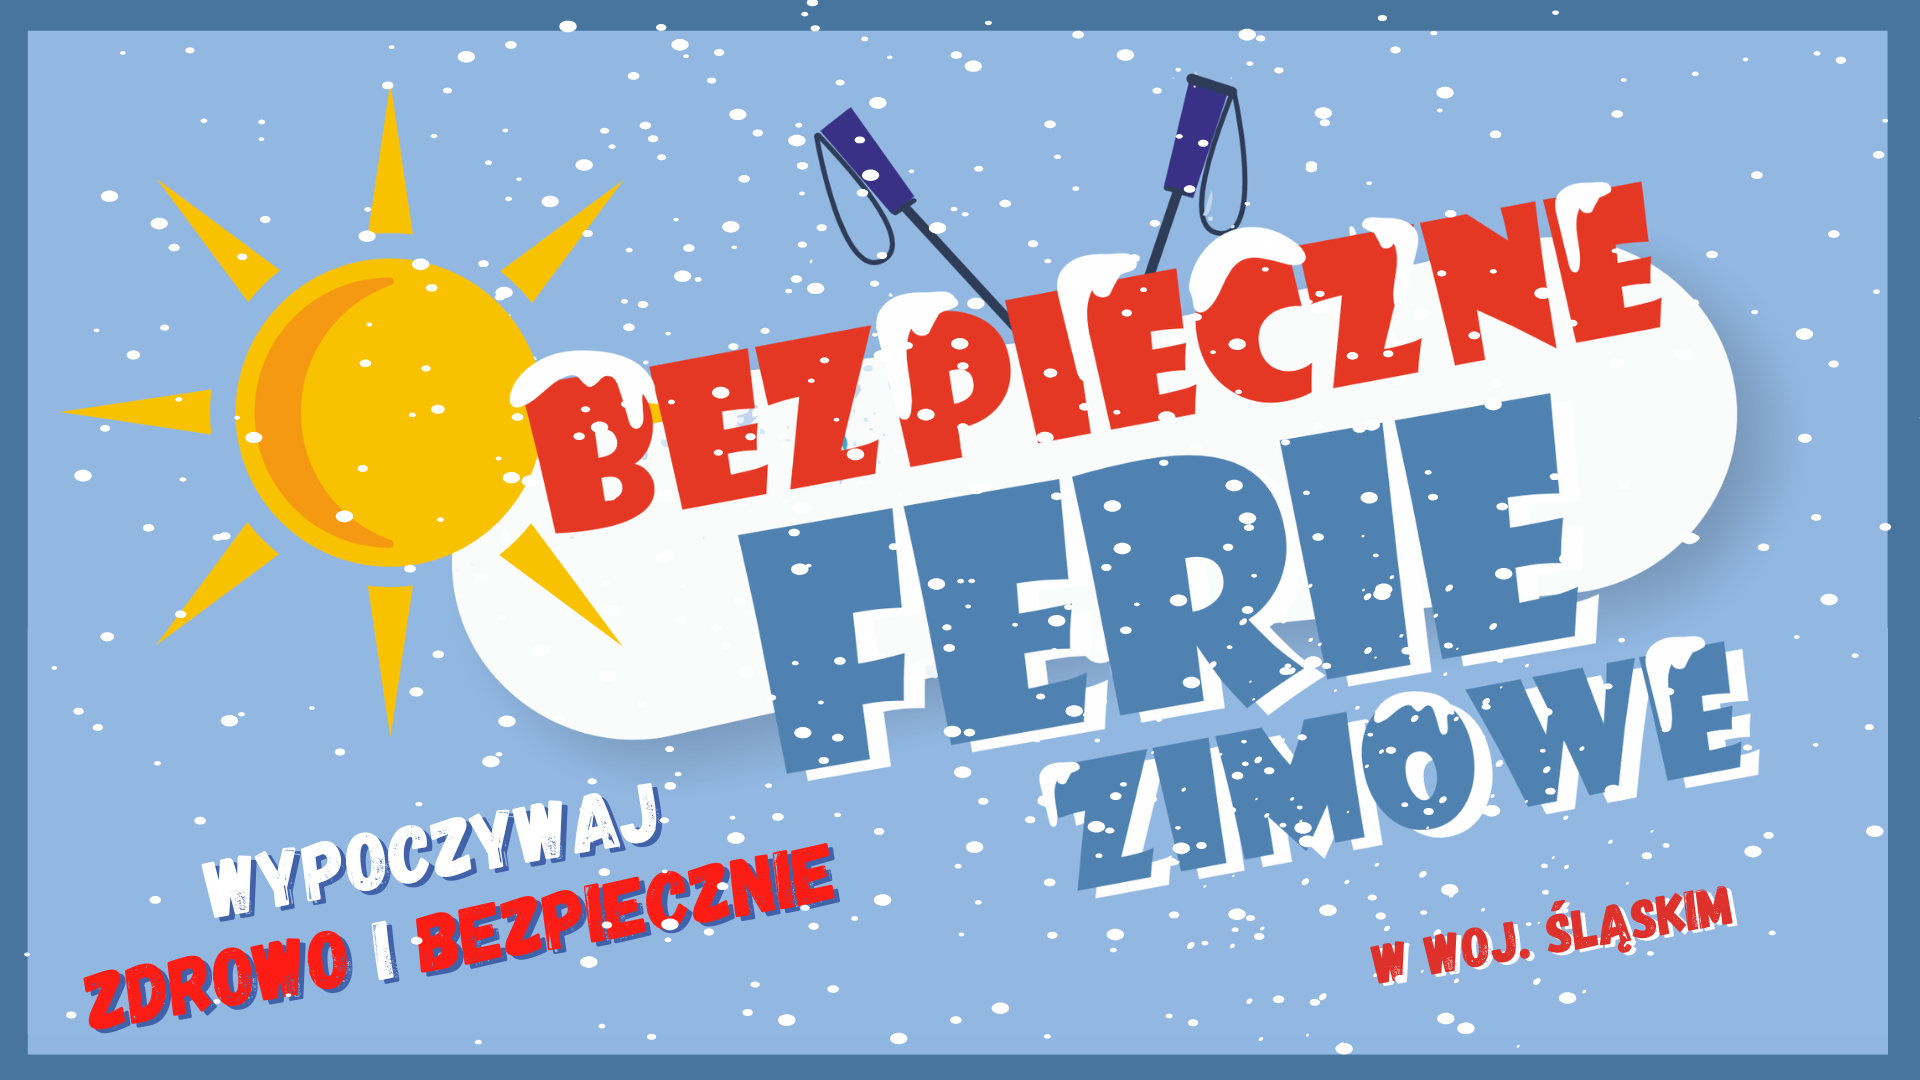 BEZPIECZNE
FERIE
ZIMOWE
WYPOCZYWAJ
ZDROWO I BEZPIECZNIE
W WOJ. ŚLĄSKIM